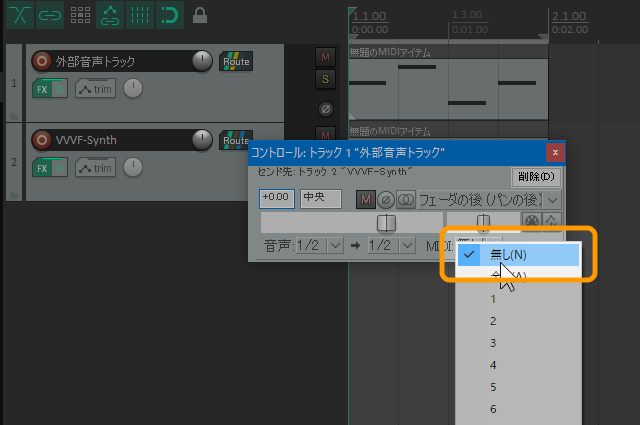 1.1.00 1.3.00 2.1.00
0:00.00 0:01.00 0:02.00
1 外部音声トラック Route M
無題のMIDIアイテム
FX trim S
Ø
無題のMIDIアイテム
2 VVVF-Synth Route M
FX trim
コントロール: トラック 1 "外部音声トラック" x
センド先: トラック 2 "VVVF-Synth"
削除(D)
+0.00 中央 M Ø フェーダの後 (パンの後)
音声: 1/2 → 1/2 MIDI:
無し(N)
1
2
3
4
5
6